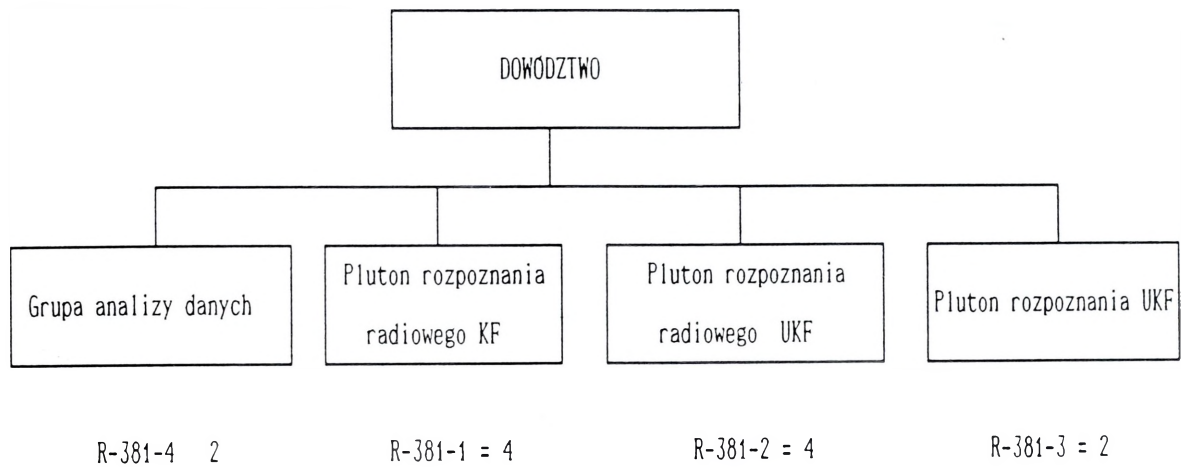 DOWÓDZTWO
Grupa analizy danych
Pluton rozpoznania
radiowego KF
Pluton rozpoznania
radiowego UKF
Pluton rozpoznania UKF
R-381-4 2
R-381-1 = 4
R-381-2 = 4
R-381-3 = 2